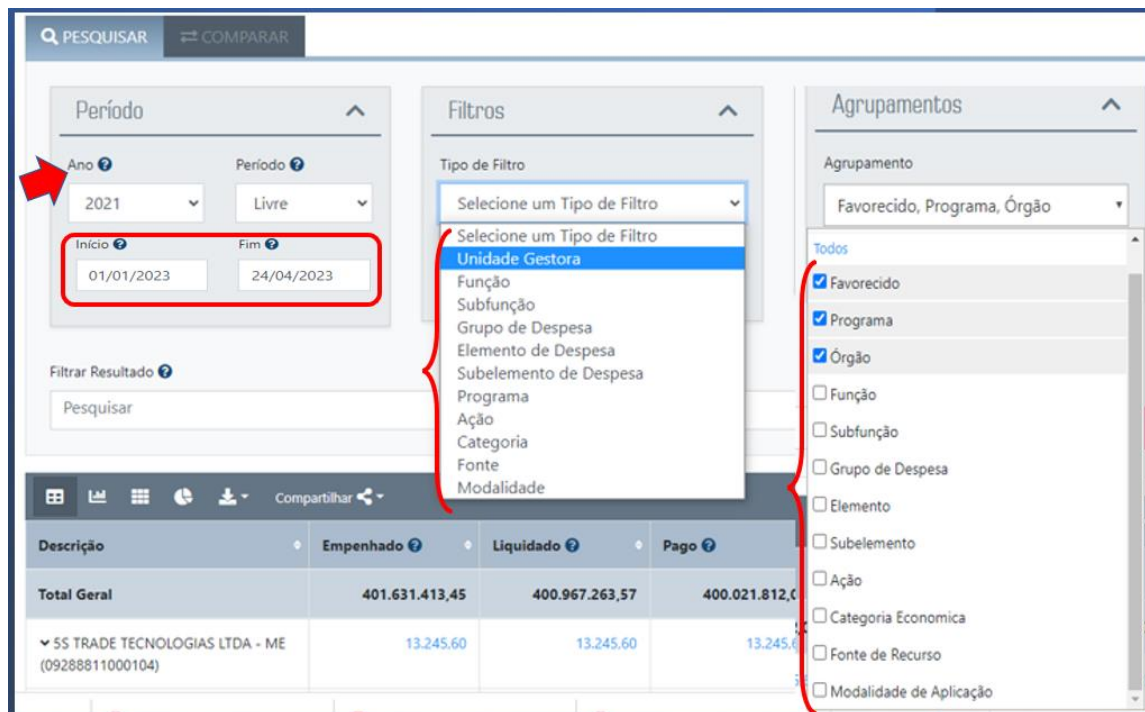 PESQUISAR
COMPARAR
Período
Ano
Período
2021
Livre
Início
Fim
01/01/2023
24/04/2023
Filtros
Tipo de Filtro
Selecione um Tipo de Filtro
Selecione um Tipo de Filtro
Unidade Gestora
Função
Subfunção
Grupo de Despesa
Elemento de Despesa
Subelemento de Despesa
Programa
Ação
Categoria
Fonte
Modalidade
Agrupamentos
Agrupamento
Favorecido, Programa, Órgão
Todos
Favorecido
Programa
Órgão
Função
Subfunção
Grupo de Despesa
Elemento
Subelemento
Ação
Categoria Economica
Fonte de Recurso
Modalidade de Aplicação
Filtrar Resultado
Pesquisar
Compartilhar
Descrição Empenhado Liquidado Pago
Total Geral 401.631.413,45 400.967.263,57 400.021.812,
5S TRADE TECNOLOGIAS LTDA - ME 13.245,60 13.245,60 13.245,
(09288811000104)